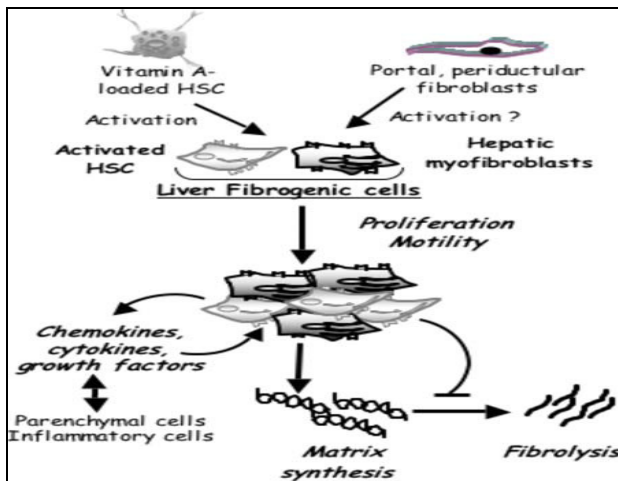 Vitamin A-
loaded HSC
Portal, periductular
fibroblasts
Activation
Activation ?
Activated
HSC
Hepatic
myofibroblasts
Liver Fibrogenic cells
Proliferation
Motility
Chemokines,
cytokines,
growth factors
Parenchymal cells
Inflammatory cells
Matrix
synthesis
Fibrolysis